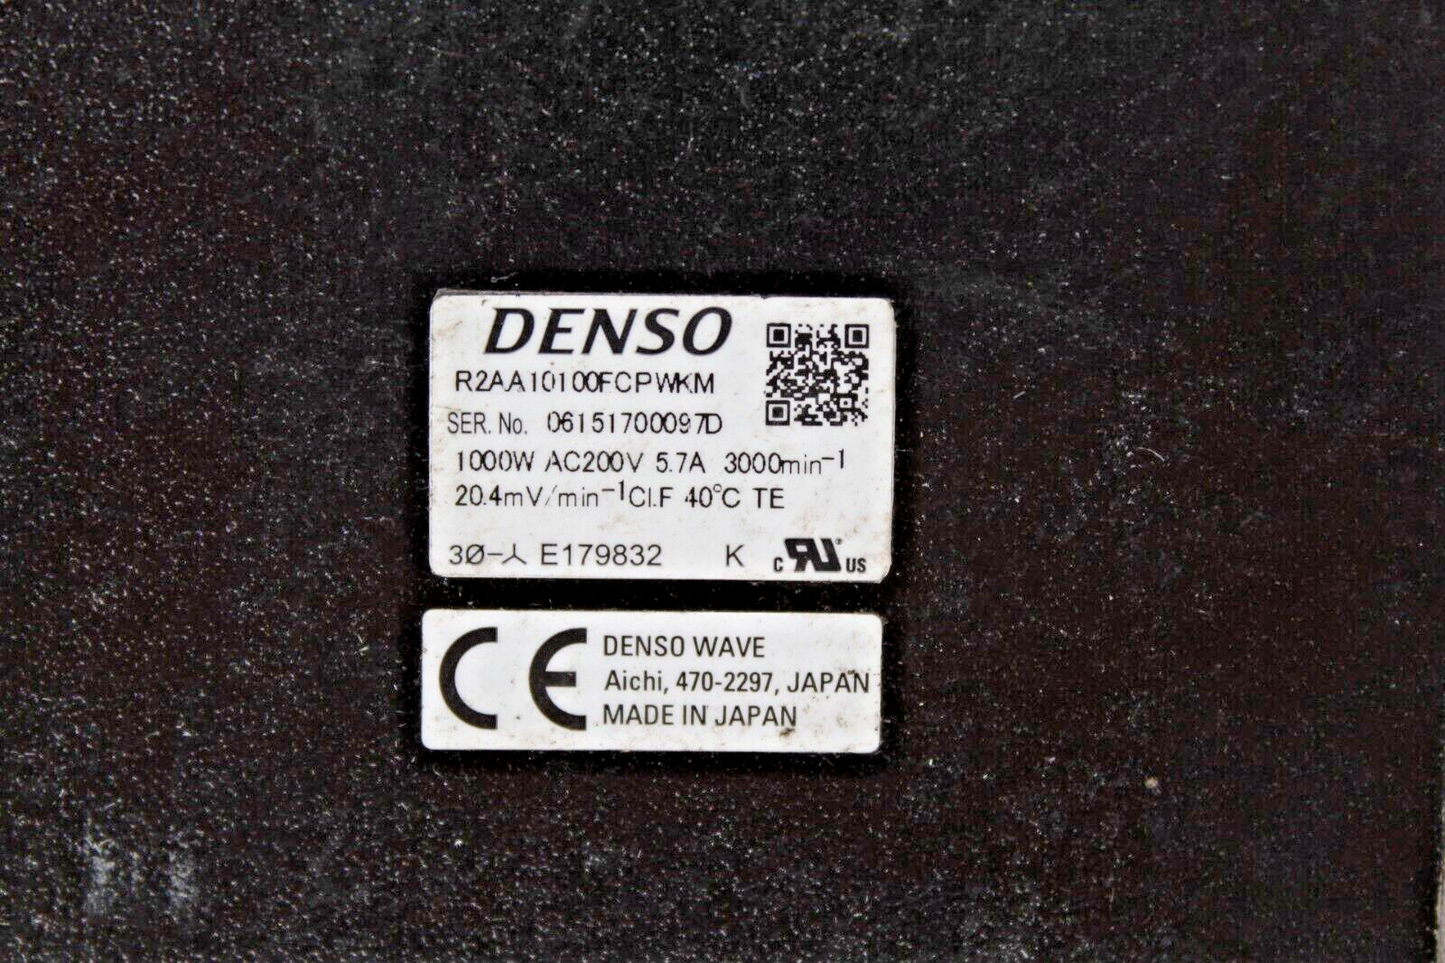 DENSO
R2AA10100FCPWKM
SER. No. 06151700097D
1000W AC200V 5.7A 3000min⁻¹
20.4mV/min⁻¹ Cl.F 40℃ TE
3Ø-⅄ E179832 K c RU® US
CE
DENSO WAVE
Aichi, 470-2297, JAPAN
MADE IN JAPAN